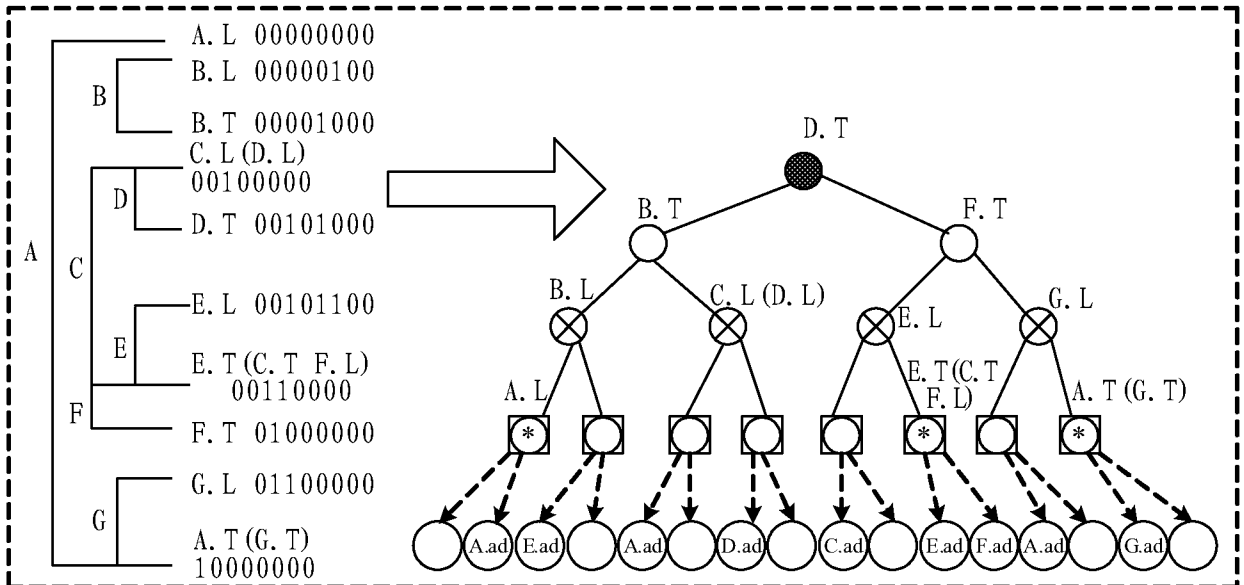 A.L 00000000
B.L 00000100
B
B.T 00001000
C.L(D.L)
00100000
D
D.T 00101000
A
C
E.L 00101100
E
E.T(C.T F.L)
00110000
F
F.T 01000000
G.L 01100000
G
A.T(G.T)
10000000
D.T
B.T
F.T
B.L
C.L(D.L)
E.L
G.L
A.L
E.T(C.T
F.L)
A.T(G.T)
* * *
A.ad E.ad A.ad D.ad C.ad E.ad F.ad A.ad G.ad